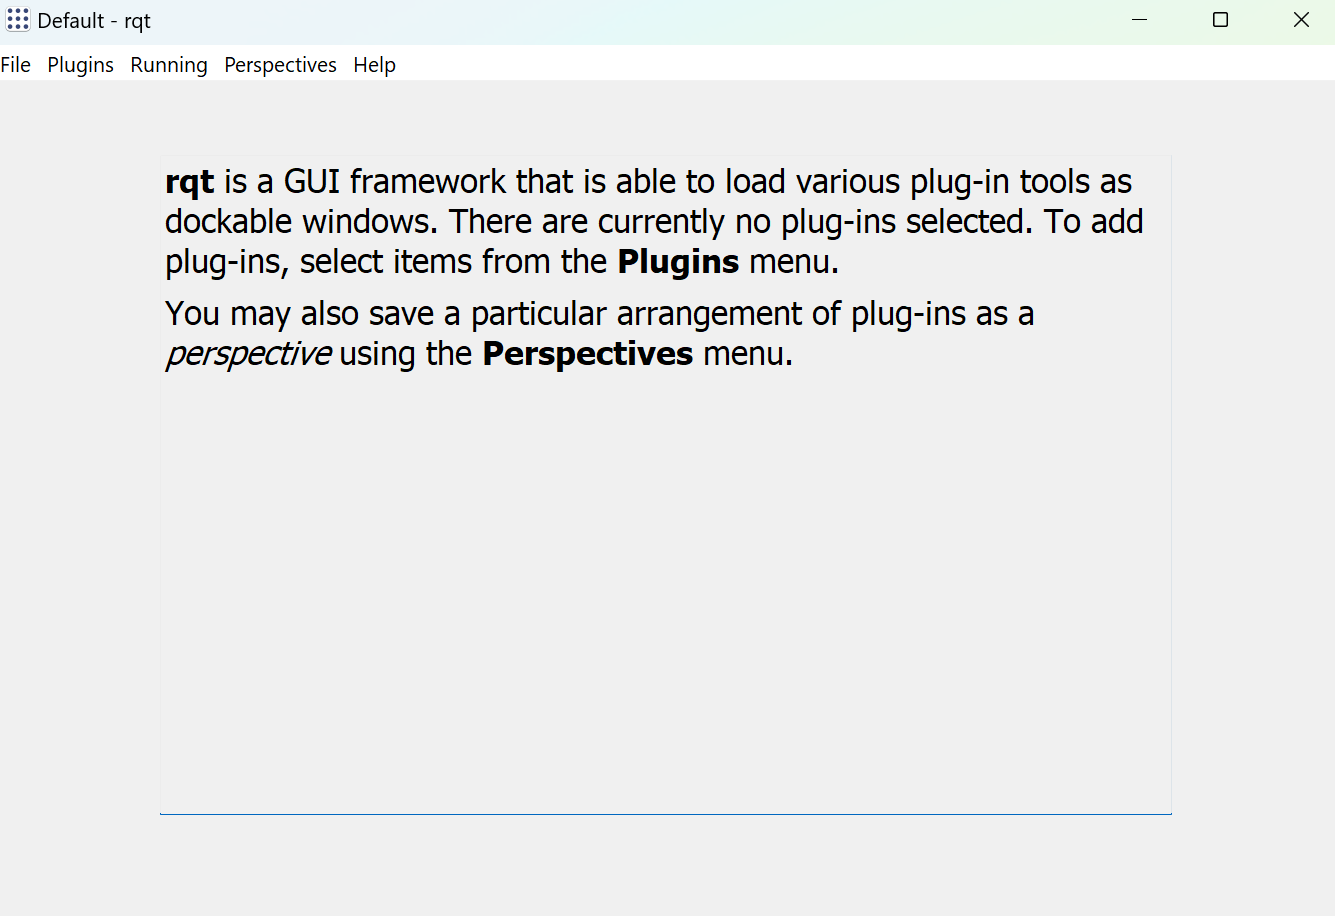 Default - rqt
File Plugins Running Perspectives Help
rqt is a GUI framework that is able to load various plug-in tools as
dockable windows. There are currently no plug-ins selected. To add
plug-ins, select items from the Plugins menu.
You may also save a particular arrangement of plug-ins as a
perspective using the Perspectives menu.